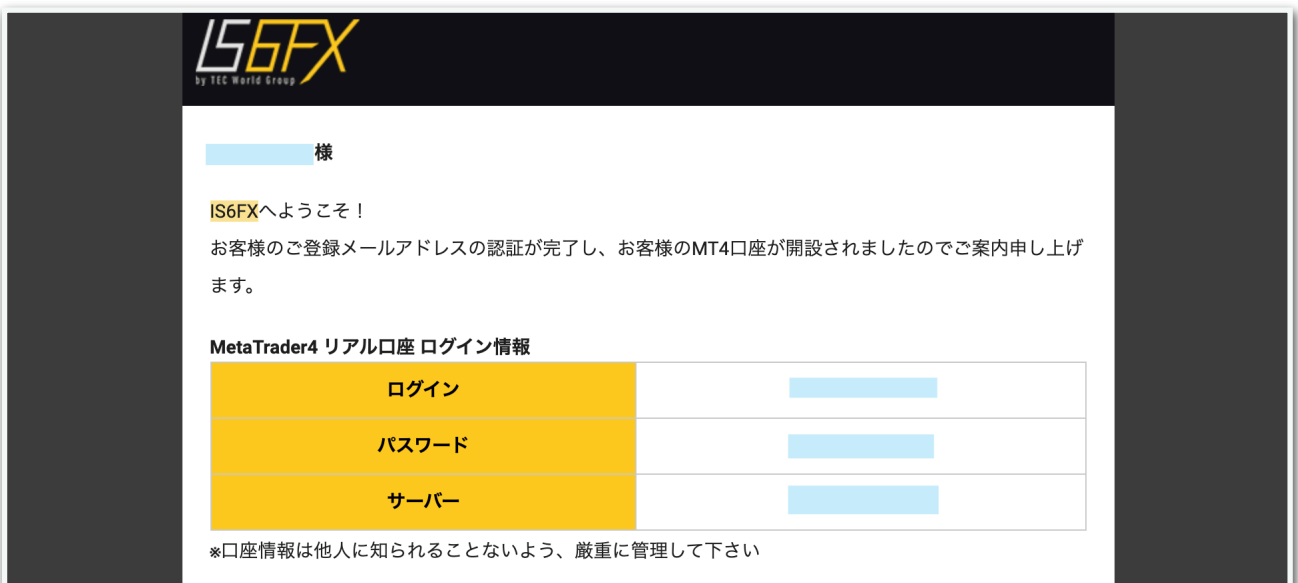 IS6FX
by TEC World Group
様
IS6FXへようこそ！
お客様のご登録メールアドレスの認証が完了し、お客様のMT4口座が開設されましたのでご案内申し上げ
ます。
MetaTrader4 リアル口座 ログイン情報
ログイン
パスワード
サーバー
※口座情報は他人に知られることないよう、厳重に管理して下さい